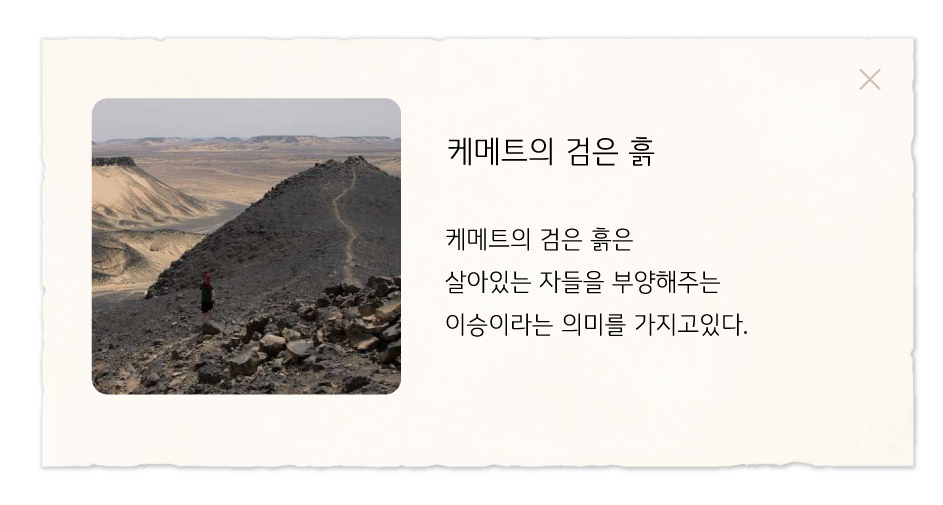 케메트의 검은 흙
케메트의 검은 흙은
살아있는 자들을 부양해주는
이승이라는 의미를 가지고있다.